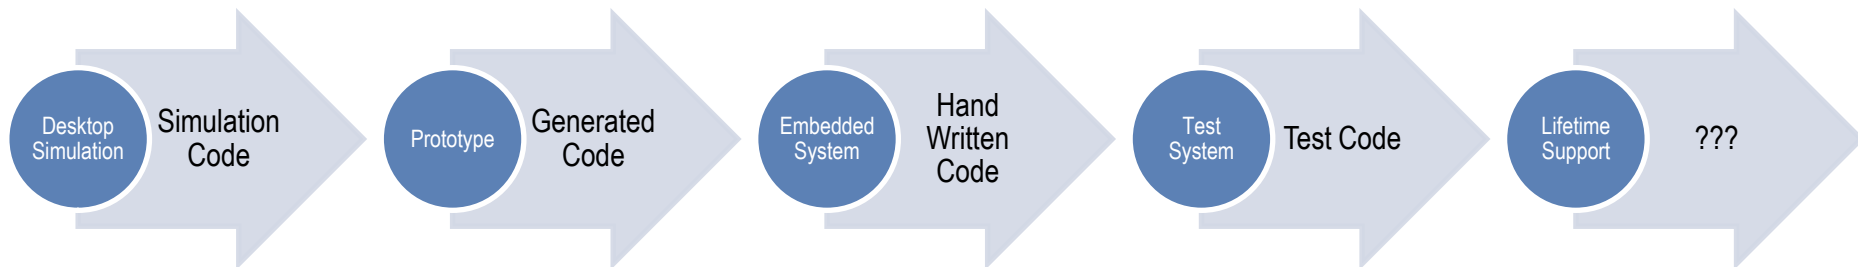 Desktop
Simulation
Simulation
Code
Prototype
Generated
Code
Embedded
System
Hand
Written
Code
Test
System
Test Code
Lifetime
Support
???